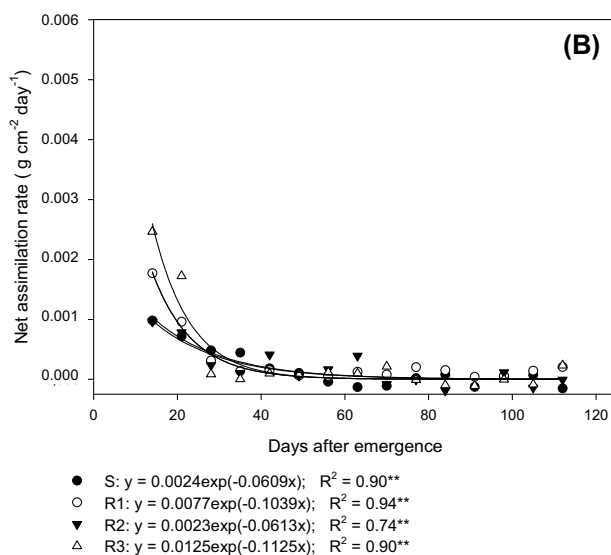 (B)
0.006
0.005
0.004
0.003
0.002
0.001
0.000
Net assimilation rate ( g cm⁻² day⁻¹)
0 20 40 60 80 100 120
Days after emergence
S: y = 0.0024exp(-0.0609x); R² = 0.90**
R1: y = 0.0077exp(-0.1039x); R² = 0.94**
R2: y = 0.0023exp(-0.0613x); R² = 0.74**
R3: y = 0.0125exp(-0.1125x); R² = 0.90**